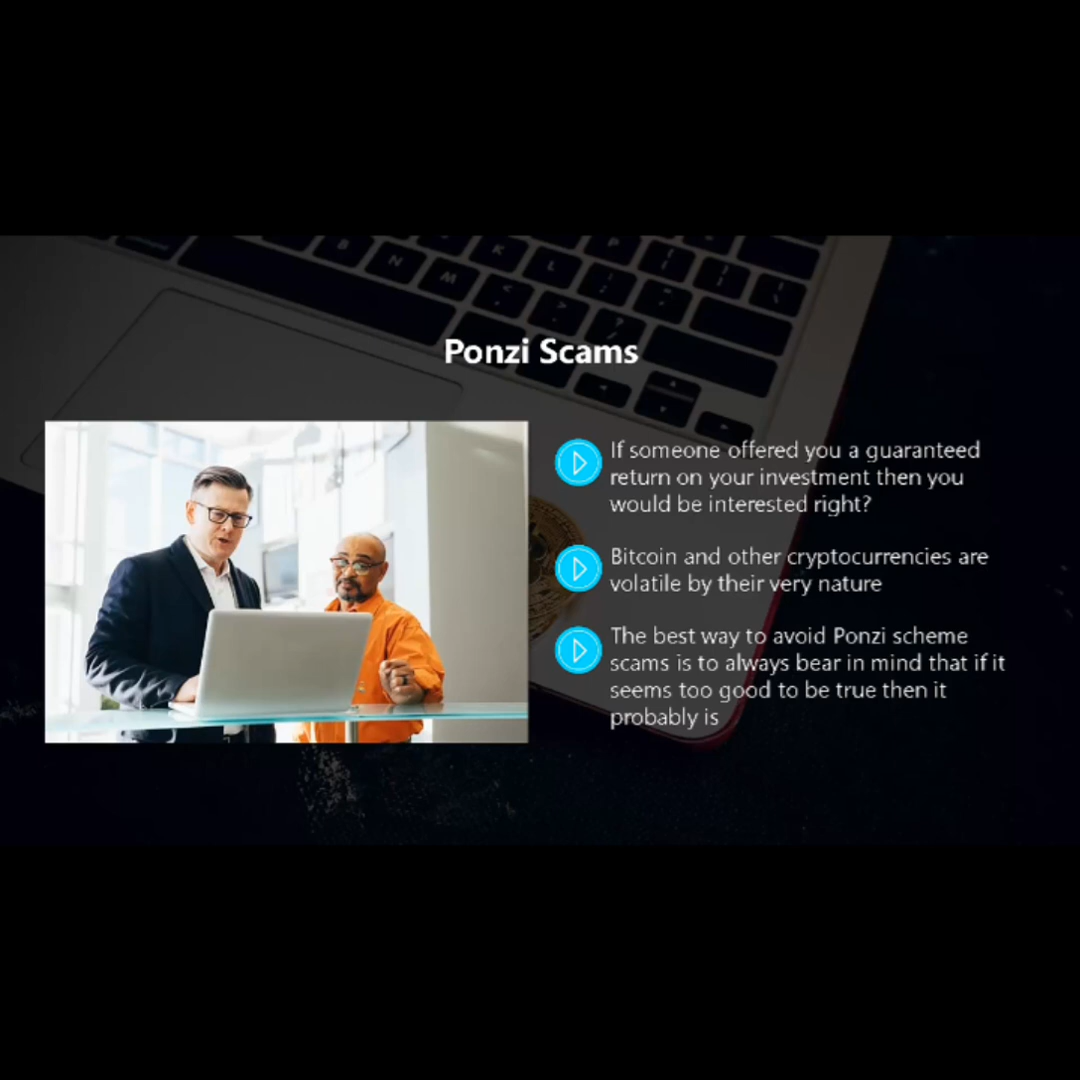 Ponzi Scams
If someone offered you a guaranteed
return on your investment then you
would be interested right?
Bitcoin and other cryptocurrencies are
volatile by their very nature
The best way to avoid Ponzi scheme
scams is to always bear in mind that if it
seems too good to be true then it
probably is